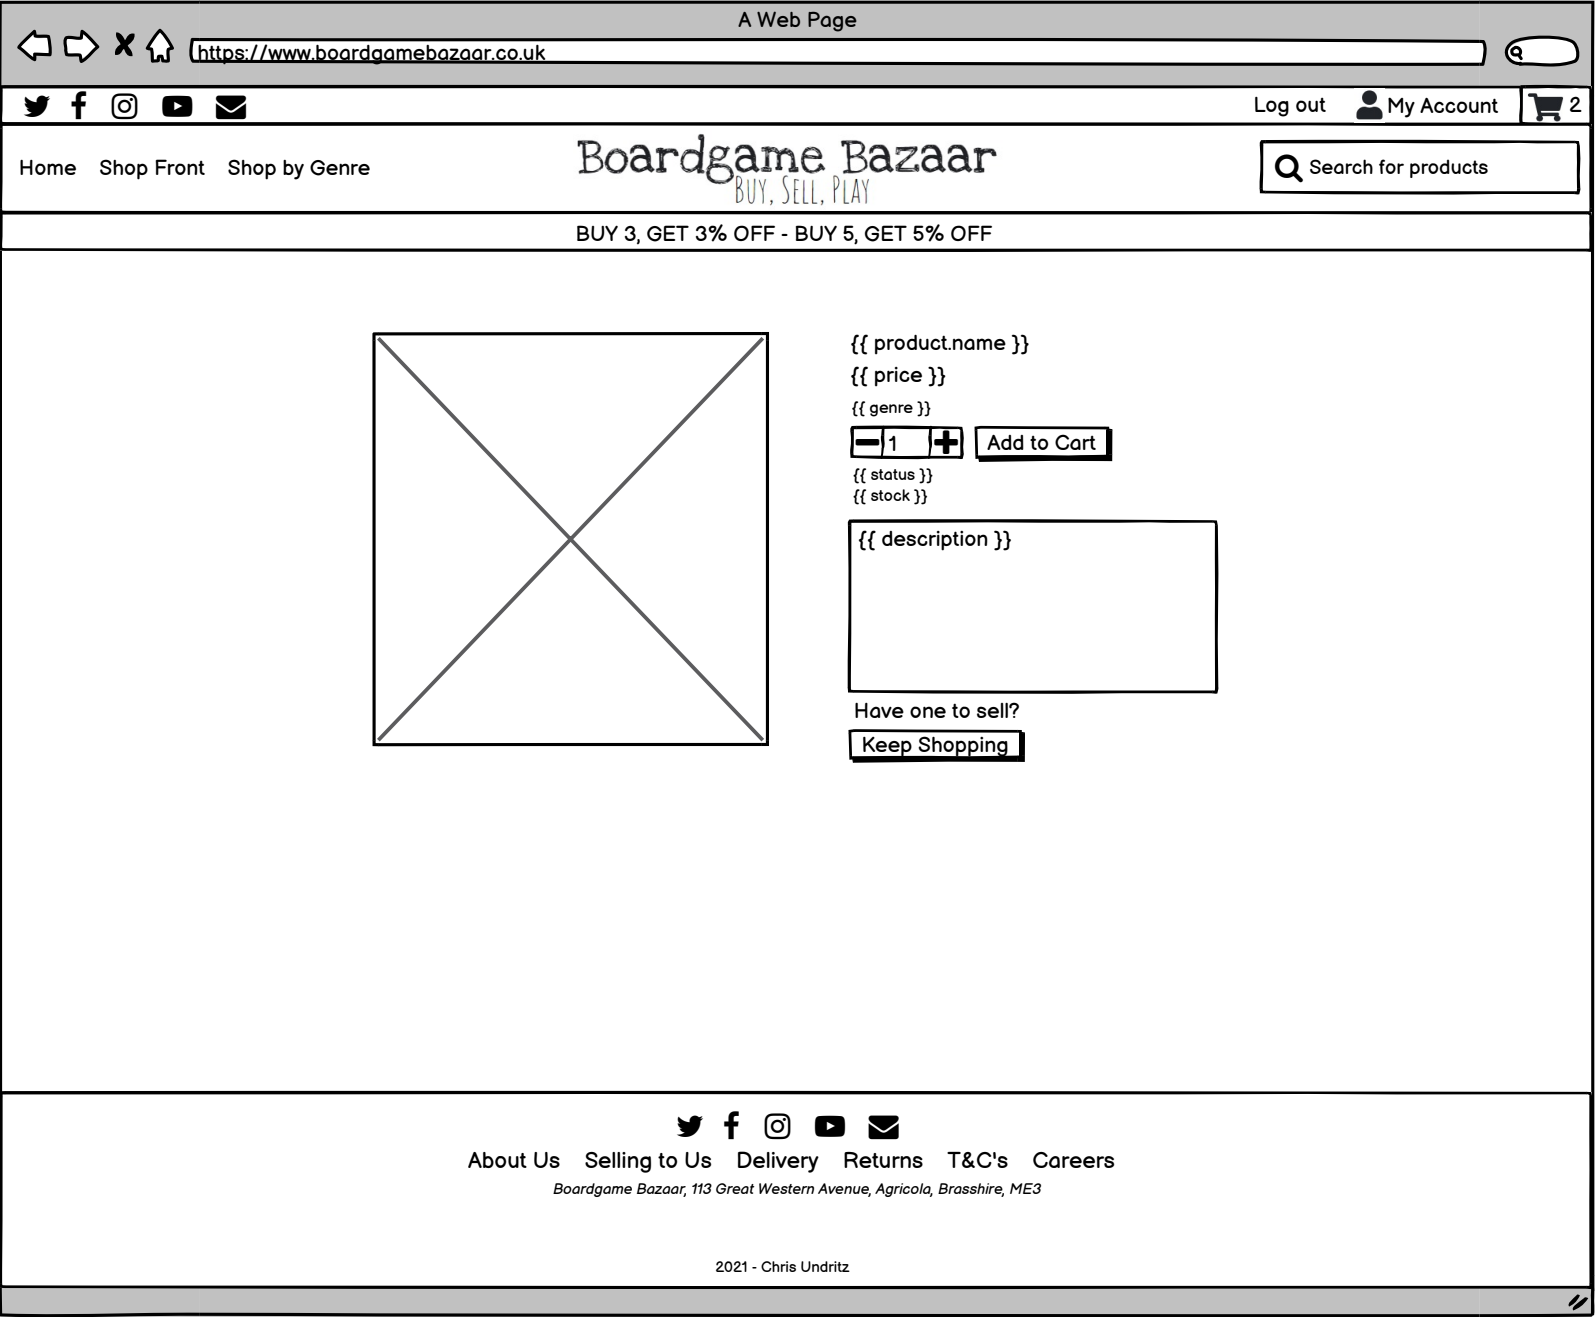 A Web Page
https://www.boardgamebazaar.co.uk
Log out My Account 2
Home Shop Front Shop by Genre
Boardgame Bazaar
Buy, Sell, Play
Search for products
BUY 3, GET 3% OFF - BUY 5, GET 5% OFF
{{ product.name }}
{{ price }}
{{ genre }}
1 Add to Cart
{{ status }}
{{ stock }}
{{ description }}
Have one to sell?
Keep Shopping
About Us Selling to Us Delivery Returns T&C's Careers
Boardgame Bazaar, 113 Great Western Avenue, Agricola, Brasshire, ME3
2021 - Chris Undritz